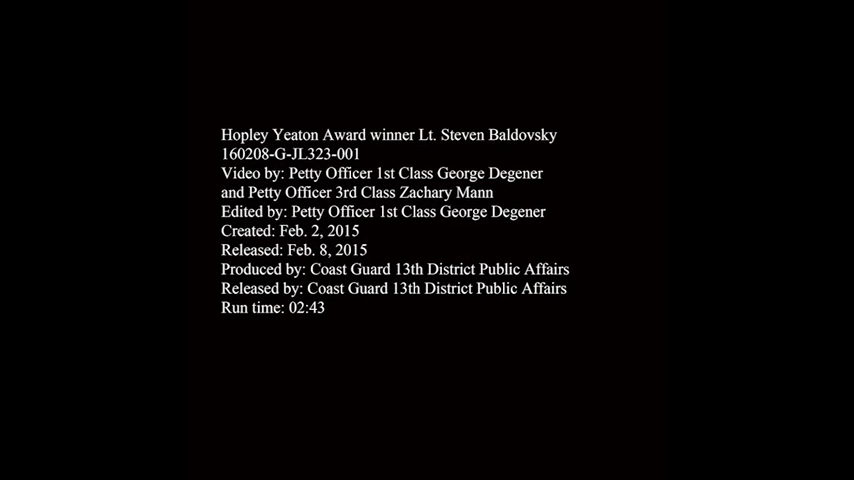 Hopley Yeaton Award winner Lt. Steven Baldovsky
160208-G-JL323-001
Video by: Petty Officer 1st Class George Degener
and Petty Officer 3rd Class Zachary Mann
Edited by: Petty Officer 1st Class George Degener
Created: Feb. 2, 2015
Released: Feb. 8, 2015
Produced by: Coast Guard 13th District Public Affairs
Released by: Coast Guard 13th District Public Affairs
Run time: 02:43